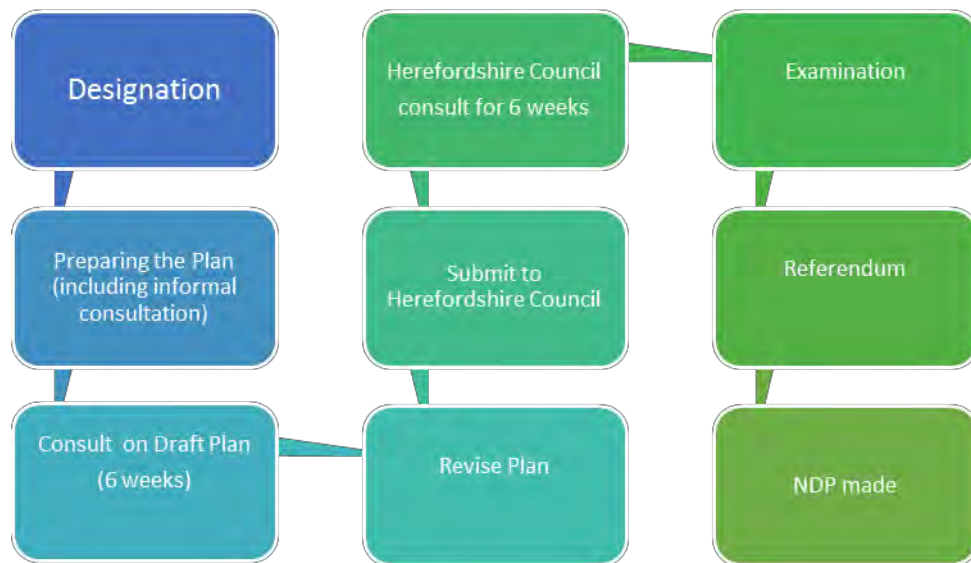 Designation
Preparing the Plan
(including informal
consultation)
Consult on Draft Plan
(6 weeks)
Revise Plan
Submit to
Herefordshire Council
Herefordshire Council
consult for 6 weeks
Examination
Referendum
NDP made